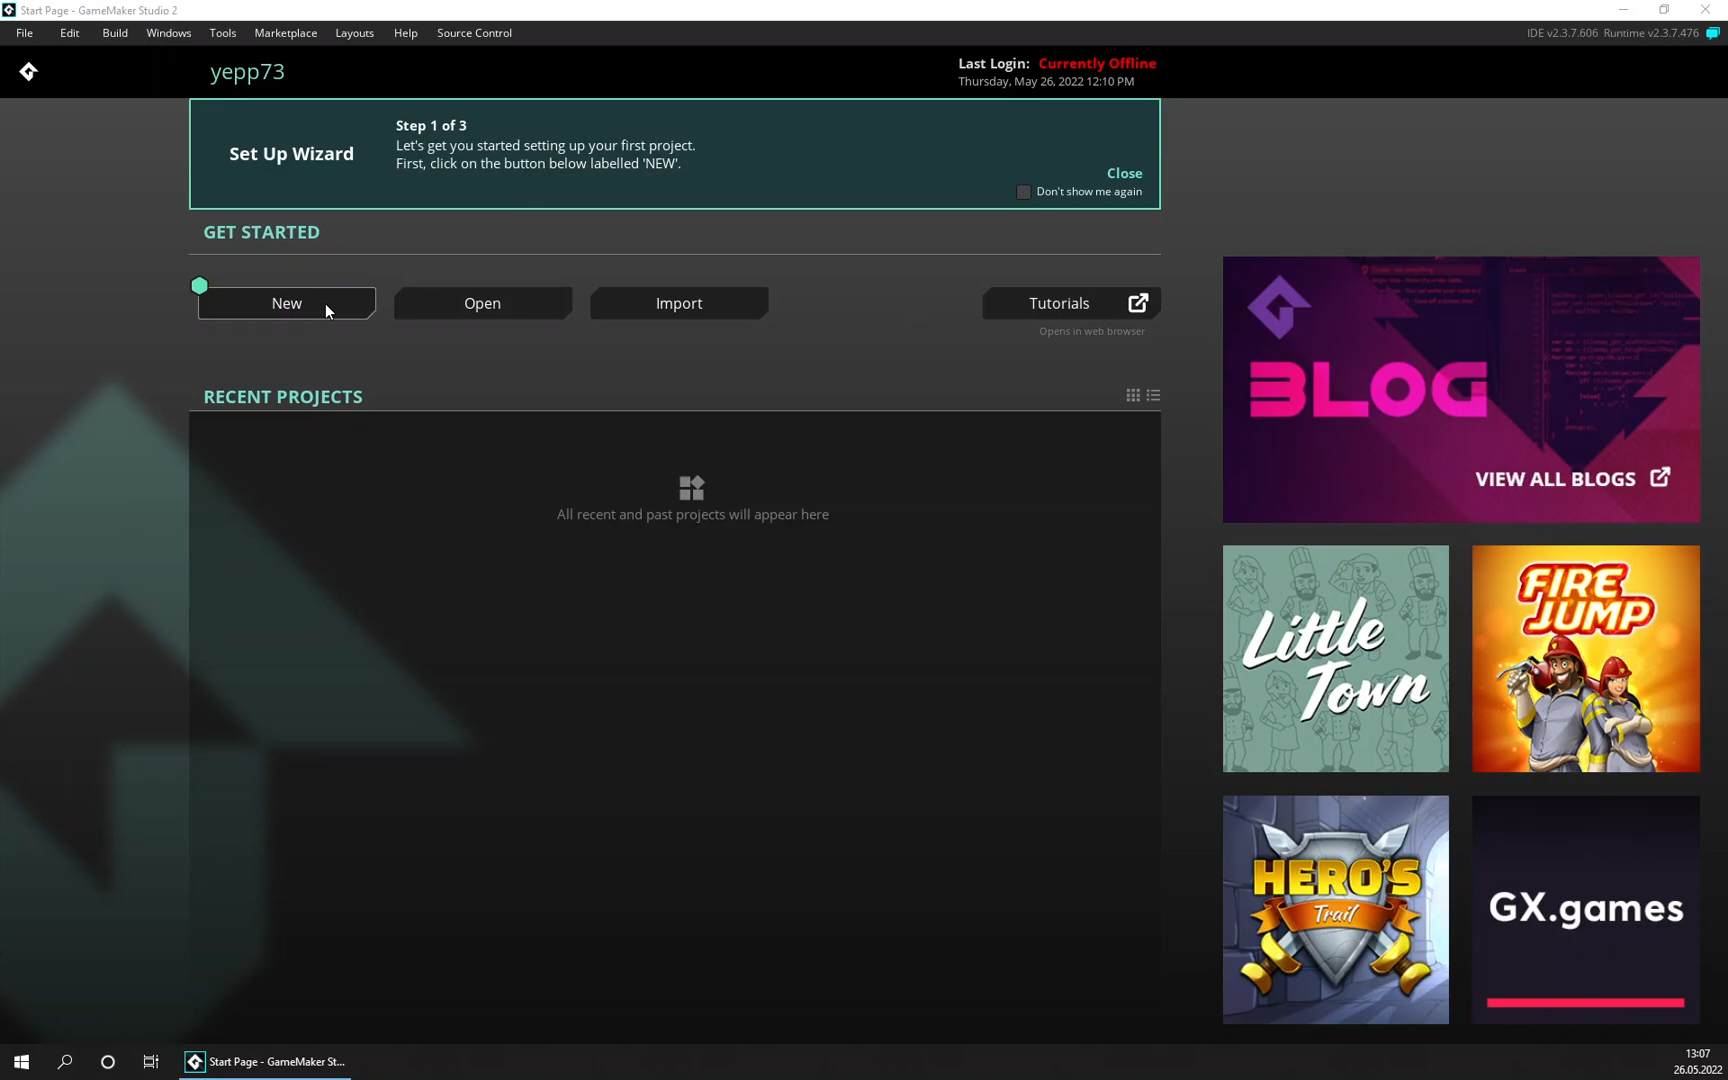 Start Page - GameMaker Studio 2
File Edit Build Windows Tools Marketplace Layouts Help Source Control
IDE v2.3.7.606 Runtime v2.3.7.476
yepp73
Last Login: Currently Offline
Thursday, May 26, 2022 12:10 PM
Set Up Wizard
Step 1 of 3
Let's get you started setting up your first project.
First, click on the button below labelled 'NEW'.
Close
Don't show me again
GET STARTED
New
Open
Import
Tutorials
Opens in web browser
RECENT PROJECTS
All recent and past projects will appear here
BLOG
VIEW ALL BLOGS
Little
Town
FIRE
JUMP
HERO'S
Trail
GX.games
Start Page - GameMaker St...
13:07
26.05.2022